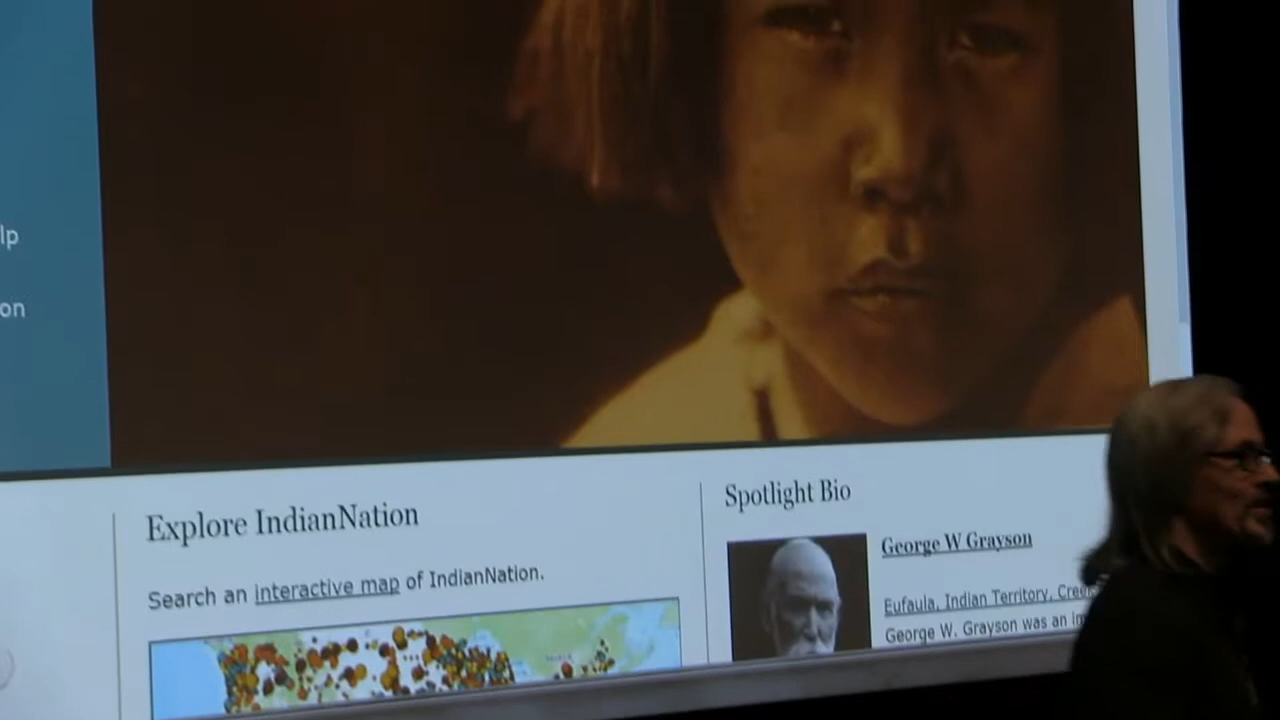 lp
on
Explore IndianNation
Search an interactive map of IndianNation.
Spotlight Bio
George W Grayson
Eufaula, Indian Territory,
George W. Grayson was an